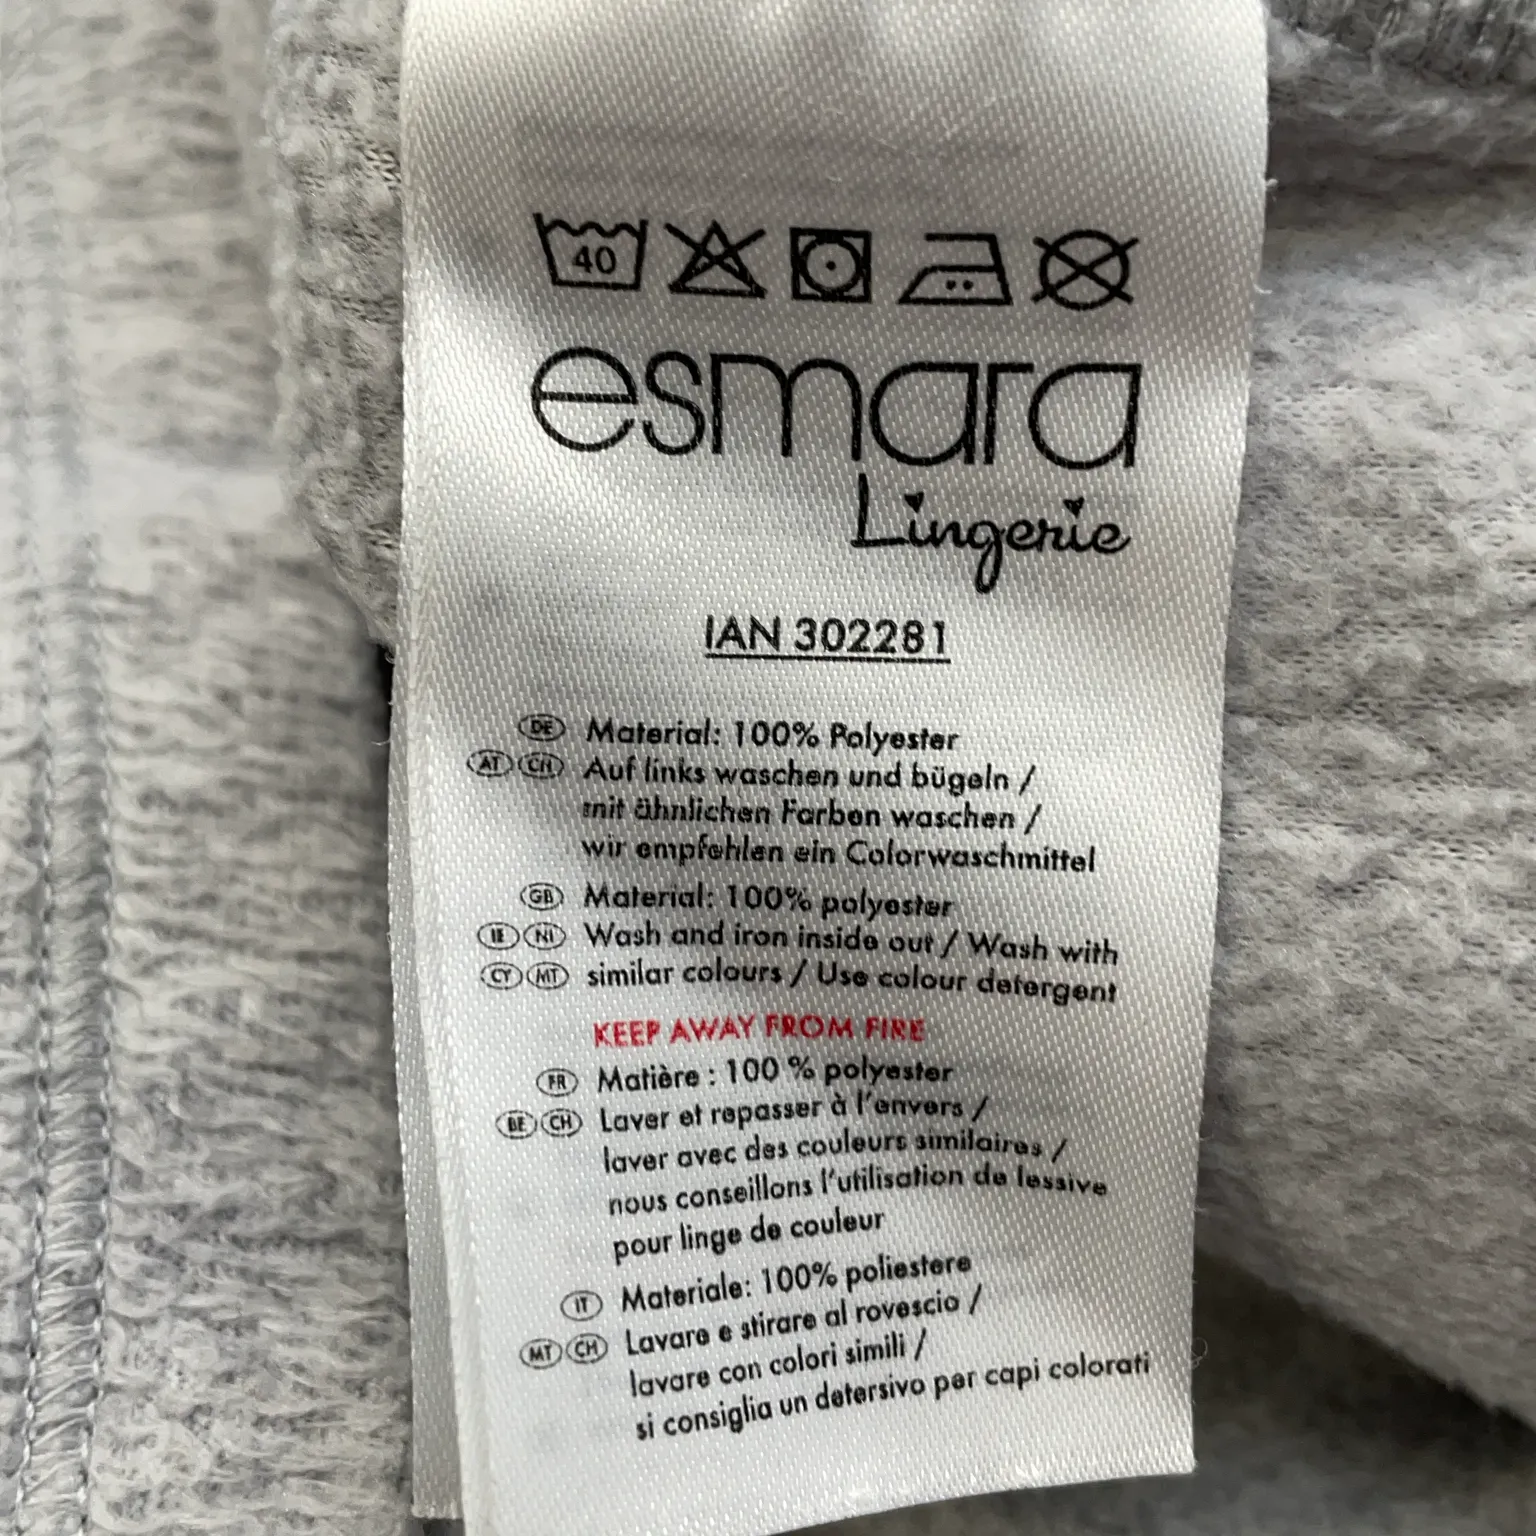 40
esmara
Lingerie
IAN 302281
DE Material: 100% Polyester
AT CH Auf links waschen und bügeln /
mit ähnlichen Farben waschen /
wir empfehlen ein Colorwaschmittel
GB Material: 100% polyester
IE NI Wash and iron inside out / Wash with
CY MT similar colours / Use colour detergent
KEEP AWAY FROM FIRE
FR Matière : 100 % polyester
BE CH Laver et repasser à l'envers /
laver avec des couleurs similaires /
nous conseillons l'utilisation de lessive
pour linge de couleur
IT Materiale: 100% poliestere
MT CH Lavare e stirare al rovescio /
lavare con colori simili /
si consiglia un detersivo per capi colorati